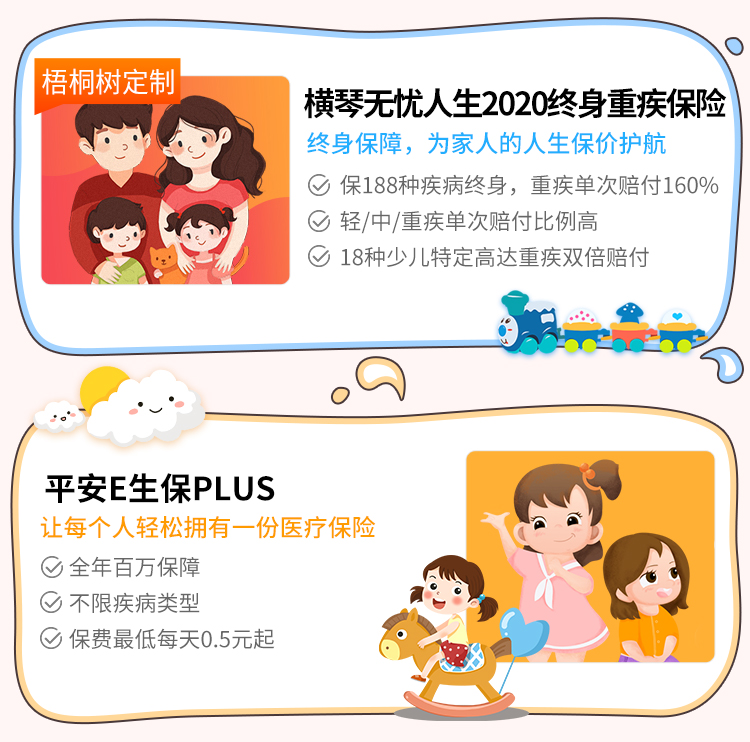 梧桐树定制
横琴无忧人生2020终身重疾保险
终身保障，为家人的人生保价护航
保188种疾病终身，重疾单次赔付160%
轻/中/重疾单次赔付比例高
18种少儿特定高达重疾双倍赔付
平安E生保PLUS
让每个人轻松拥有一份医疗保险
全年百万保障
不限疾病类型
保费最低每天0.5元起